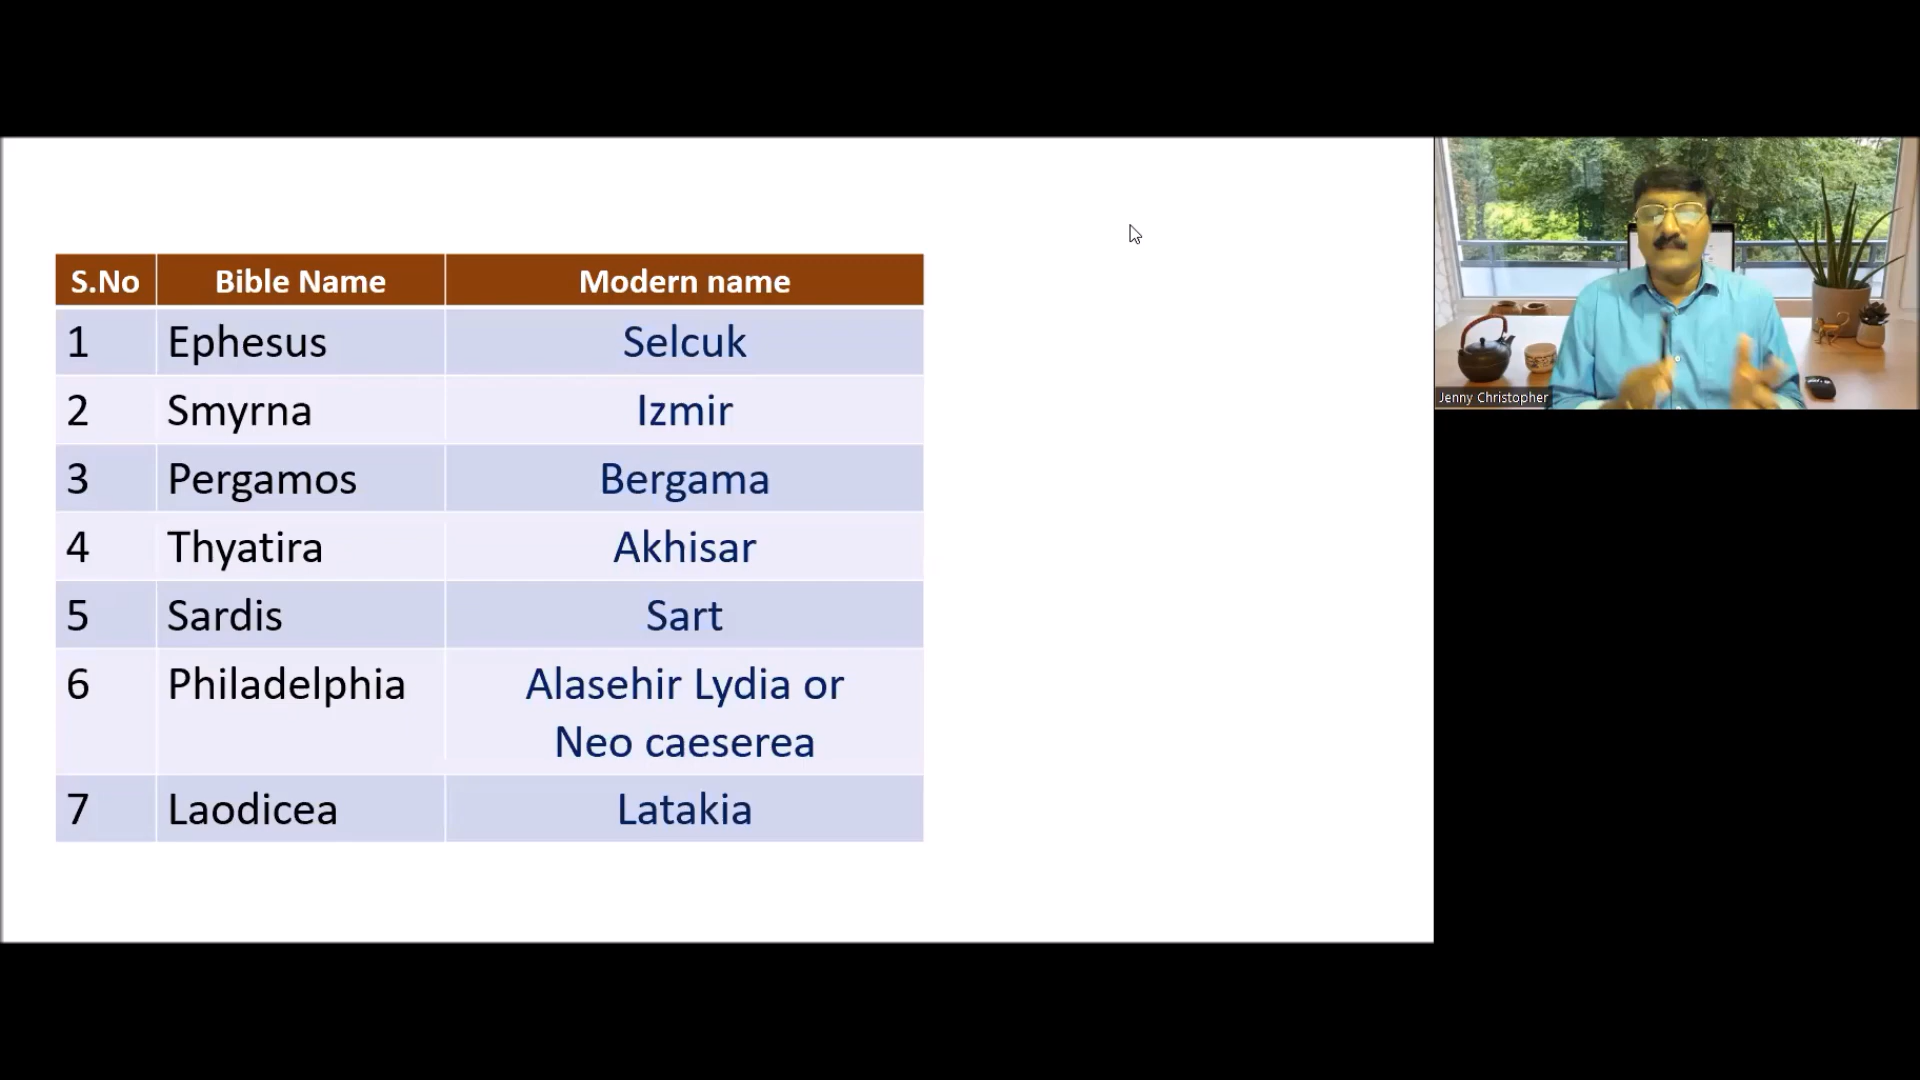 S.No Bible Name Modern name
1 Ephesus Selcuk
2 Smyrna Izmir
3 Pergamos Bergama
4 Thyatira Akhisar
5 Sardis Sart
6 Philadelphia Alasehir Lydia or
Neo caeserea
7 Laodicea Latakia
Jenny Christopher